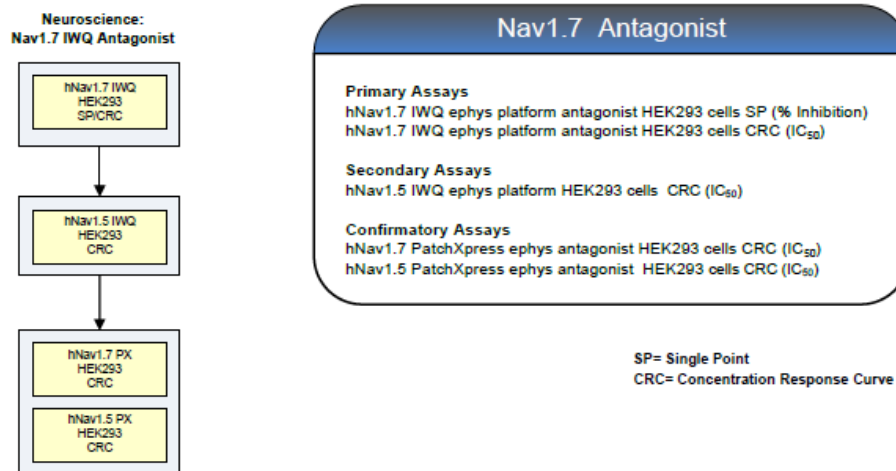 Neuroscience:
Nav1.7 IWQ Antagonist
hNav1.7 IWQ
HEK293
SP/CRC
hNav1.5 IWQ
HEK293
CRC
hNav1.7 PX
HEK293
CRC
hNav1.5 PX
HEK293
CRC
Nav1.7 Antagonist
Primary Assays
hNav1.7 IWQ ephys platform antagonist HEK293 cells SP (% Inhibition)
hNav1.7 IWQ ephys platform antagonist HEK293 cells CRC (IC₅₀)
Secondary Assays
hNav1.5 IWQ ephys platform HEK293 cells CRC (IC₅₀)
Confirmatory Assays
hNav1.7 PatchXpress ephys antagonist HEK293 cells CRC (IC₅₀)
hNav1.5 PatchXpress ephys antagonist HEK293 cells CRC (IC₅₀)
SP= Single Point
CRC= Concentration Response Curve